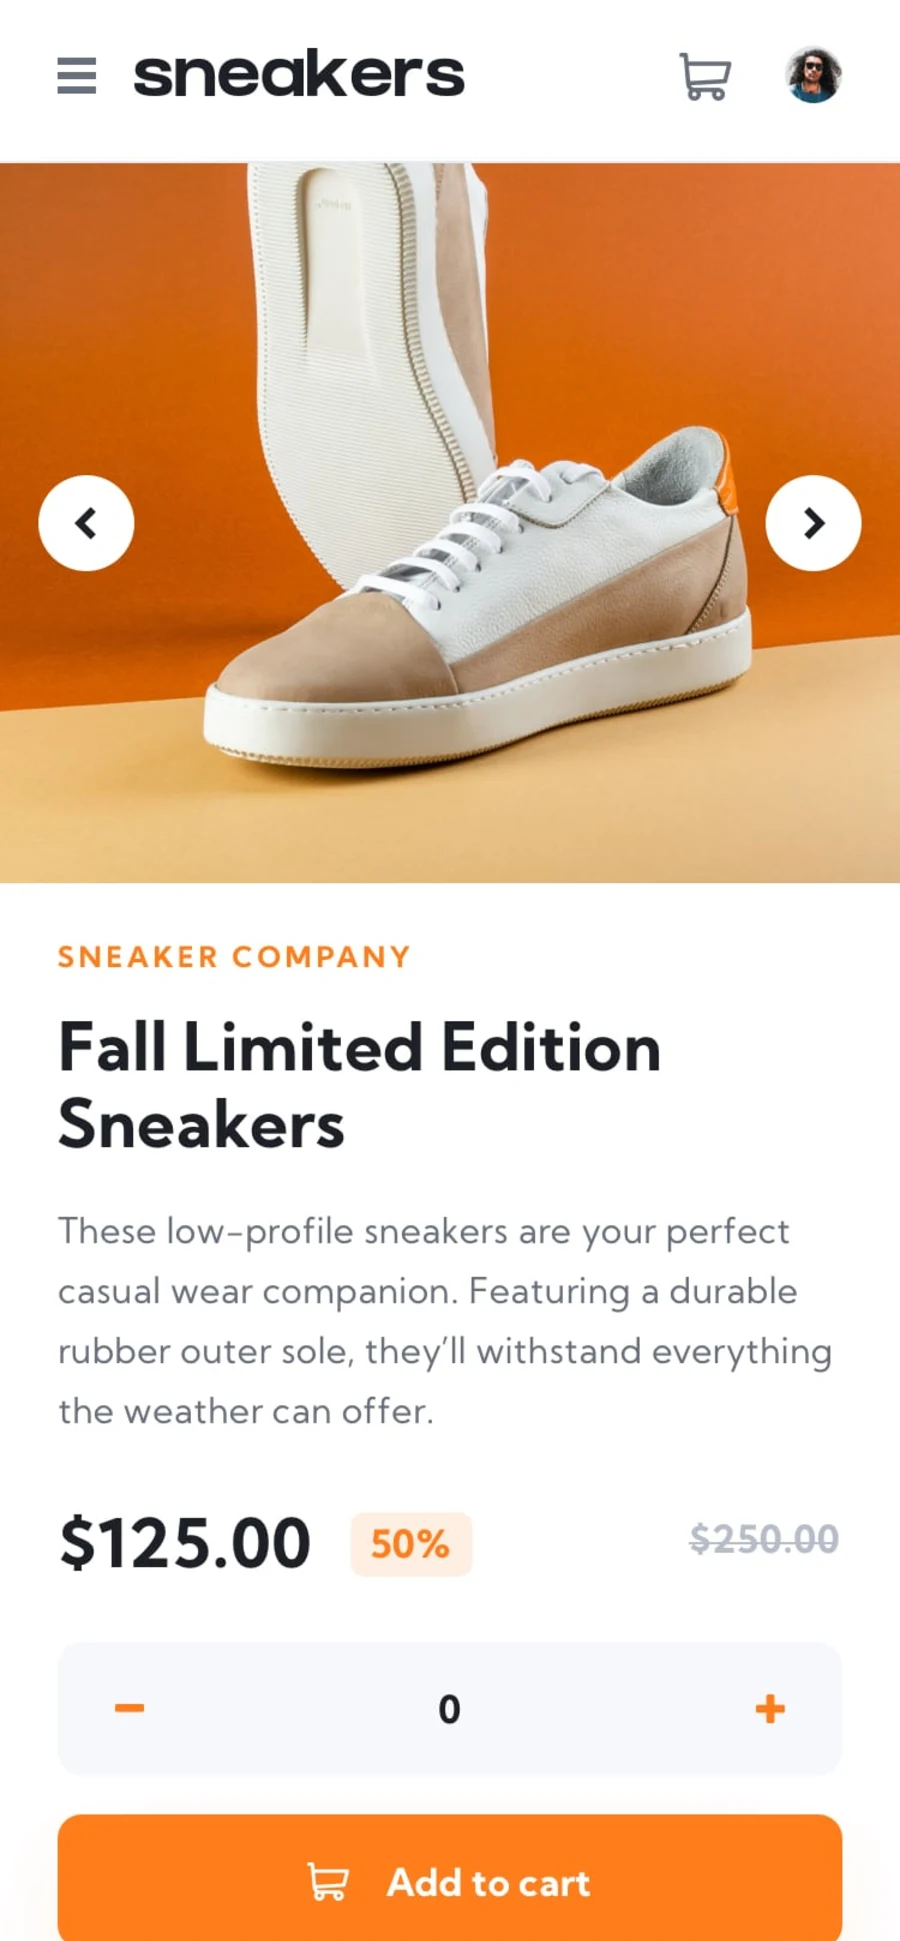 sneakers
SNEAKER COMPANY
Fall Limited Edition
Sneakers
These low-profile sneakers are your perfect
casual wear companion. Featuring a durable
rubber outer sole, they’ll withstand everything
the weather can offer.
$125.00 50% $250.00
0
Add to cart